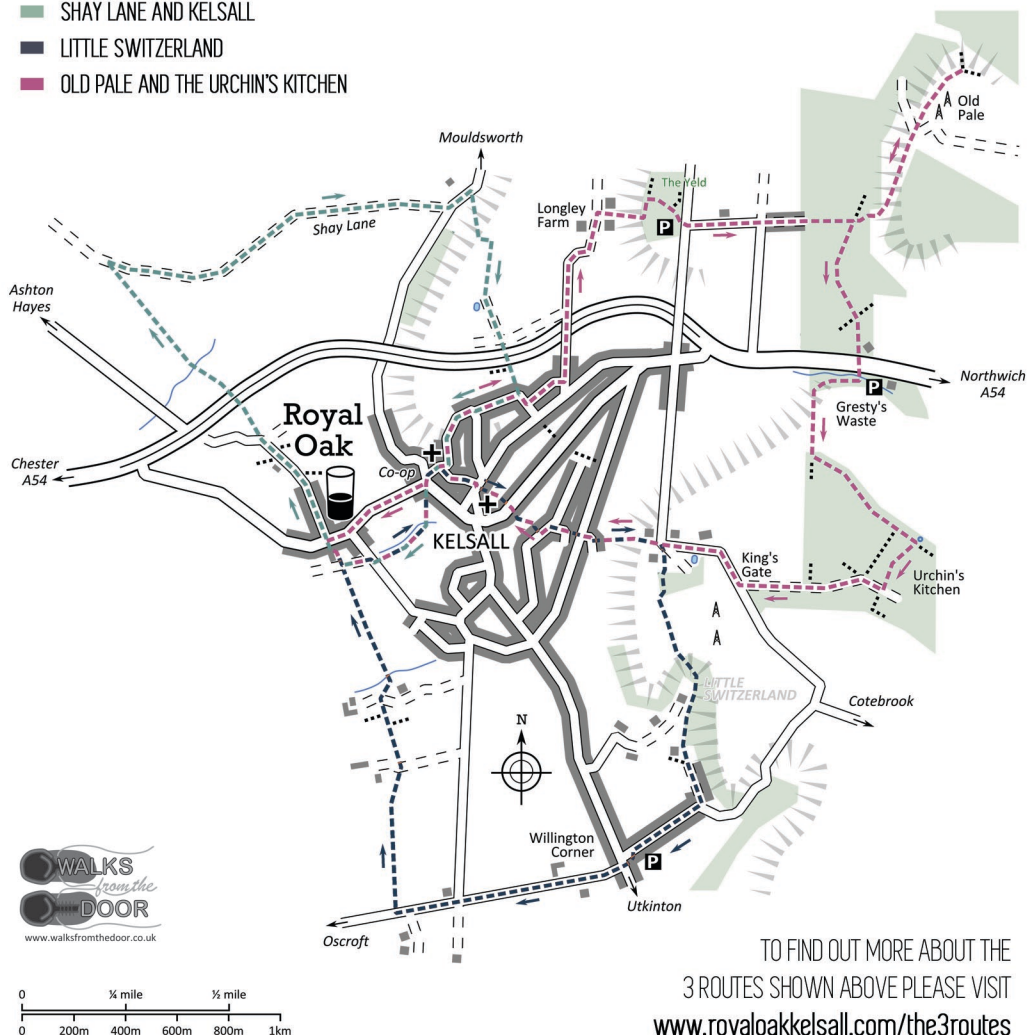 SHAY LANE AND KELSALL
LITTLE SWITZERLAND
OLD PALE AND THE URCHIN'S KITCHEN
Old
Pale
Mouldsworth
The Yeld
Longley
Farm
P
Shay Lane
Ashton
Hayes
Northwich
A54
P
Gresty's
Waste
Royal
Oak
Chester
A54
Co-op
KELSALL
King's
Gate
Urchin's
Kitchen
LITTLE
SWITZERLAND
Cotebrook
N
Willington
Corner
P
Utkinton
Oscroft
WALKS
from the
DOOR
www.walksfromthedoor.co.uk
TO FIND OUT MORE ABOUT THE
3 ROUTES SHOWN ABOVE PLEASE VISIT
www.royaloakkelsall.com/the3routes
0 ¼ mile ½ mile
0 200m 400m 600m 800m 1km